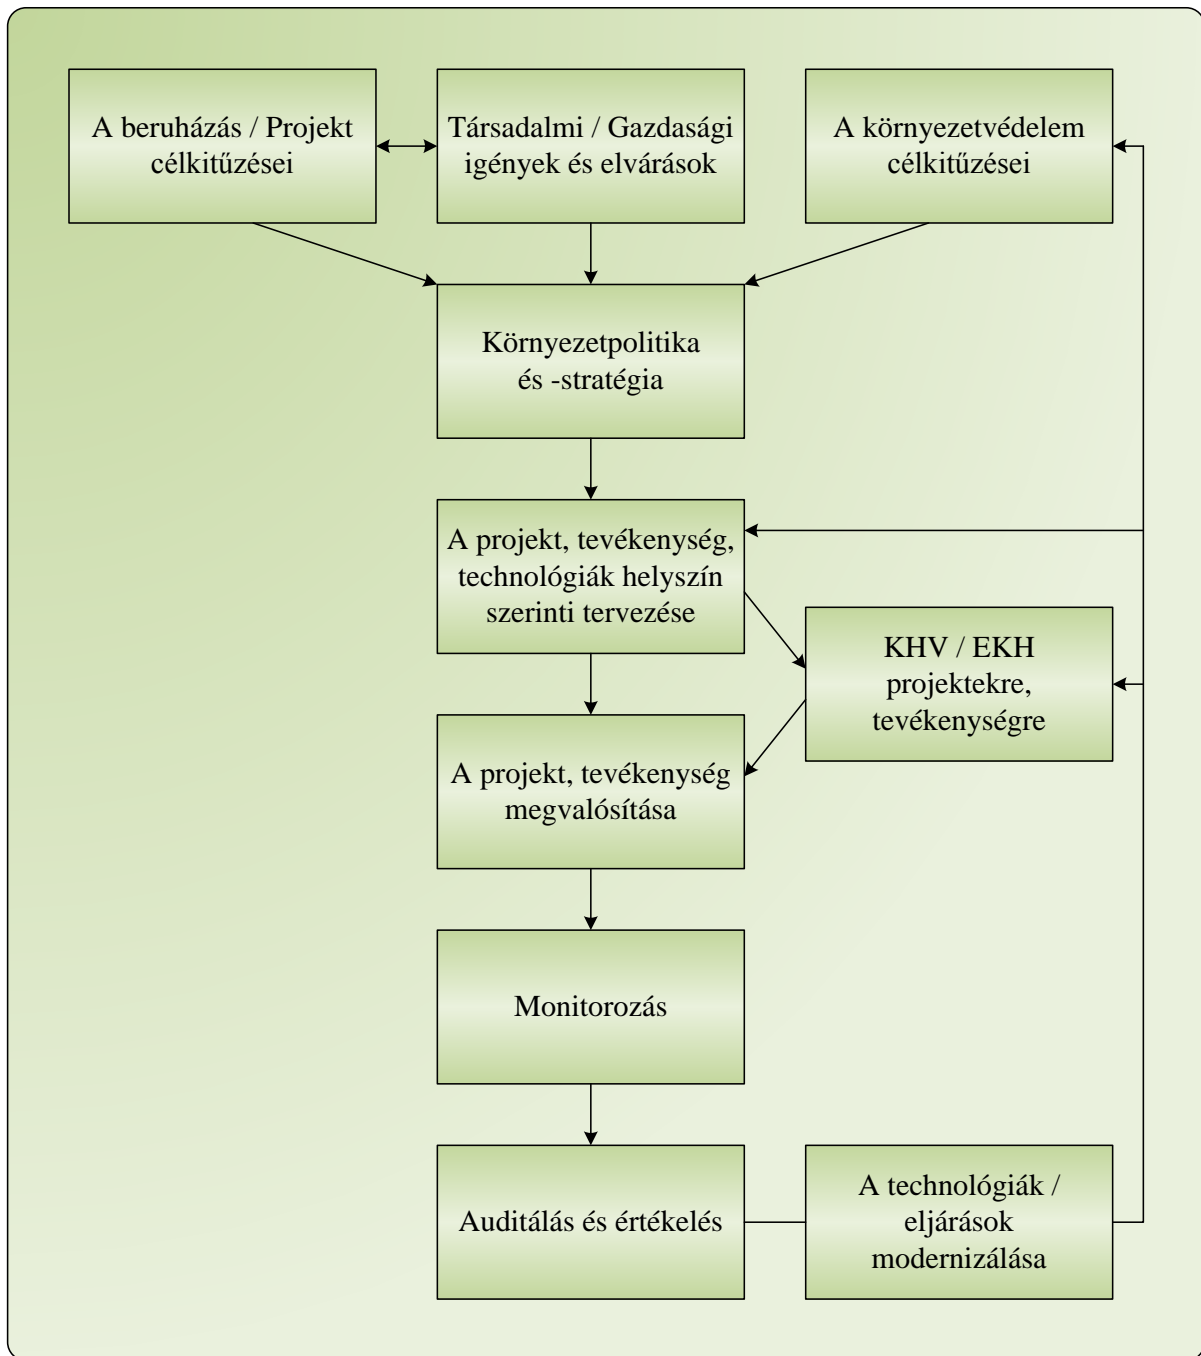 A beruházás / Projekt
célkitűzései
Társadalmi / Gazdasági
igények és elvárások
A környezetvédelem
célkitűzései
Környezetpolitika
és -stratégia
A projekt, tevékenység,
technológiák helyszín
szerinti tervezése
KHV / EKH
projektekre,
tevékenységre
A projekt, tevékenység
megvalósítása
Monitorozás
Auditálás és értékelés
A technológiák /
eljárások
modernizálása